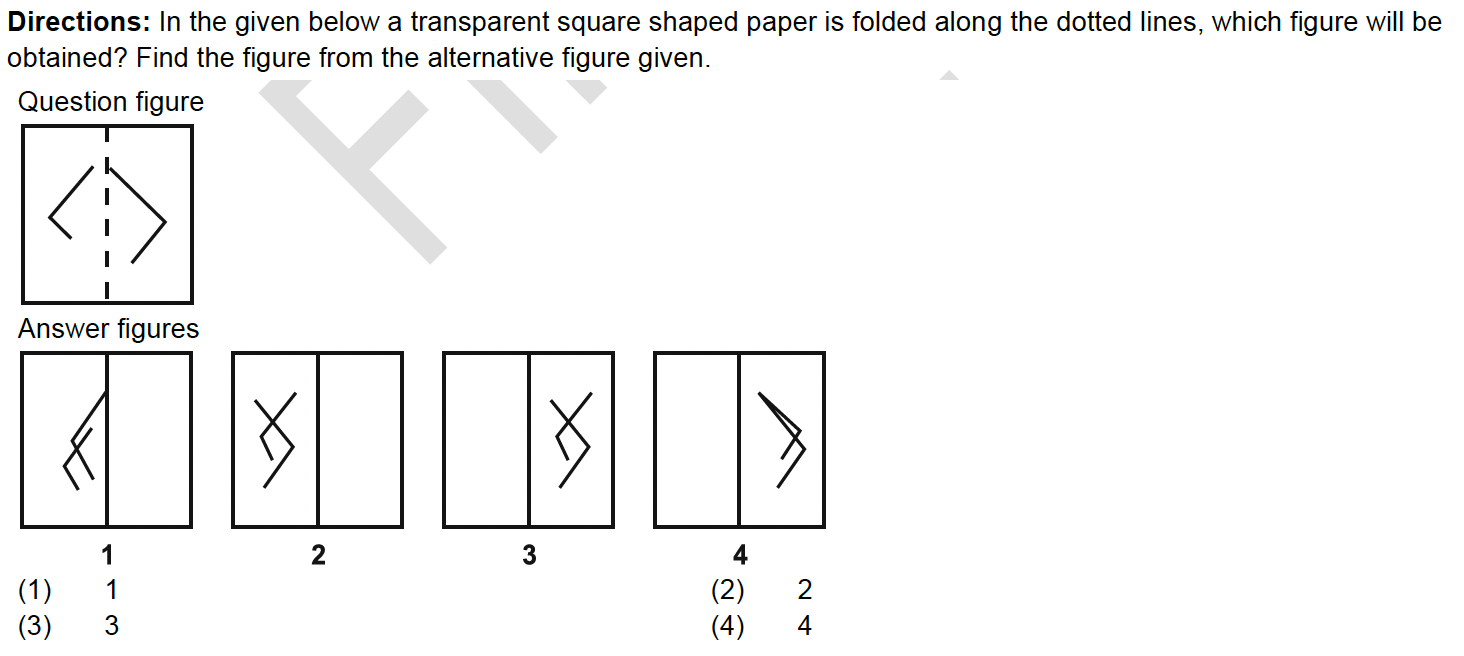 Directions: In the given below a transparent square shaped paper is folded along the dotted lines, which figure will be
obtained? Find the figure from the alternative figure given.
Question figure
Answer figures
1 2 3 4
(1) 1 (2) 2
(3) 3 (4) 4